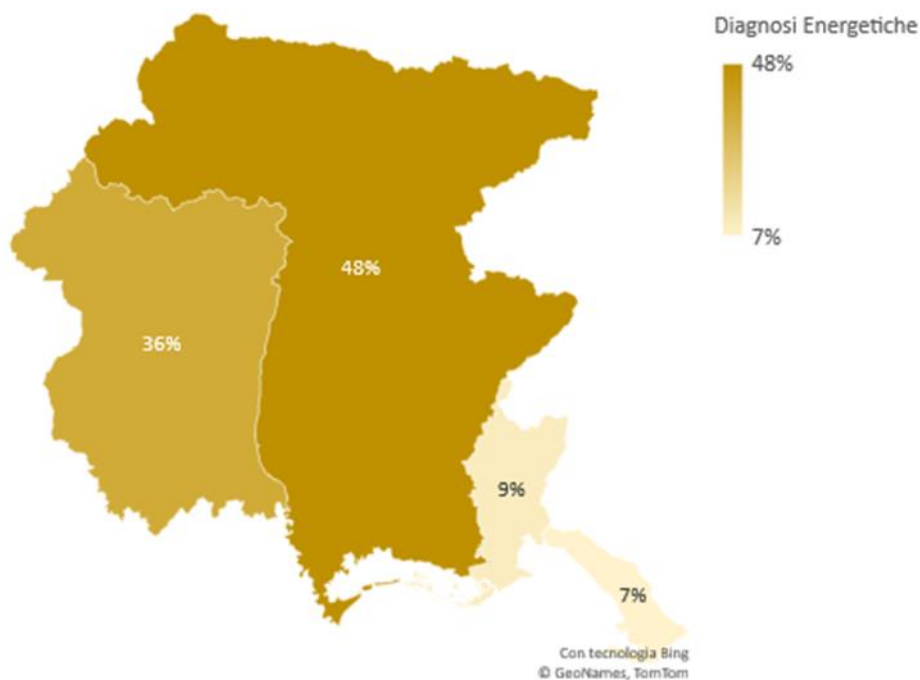 Diagnosi Energetiche
48%
7%
48%
36%
9%
7%
Con tecnologia Bing
© GeoNames, TomTom